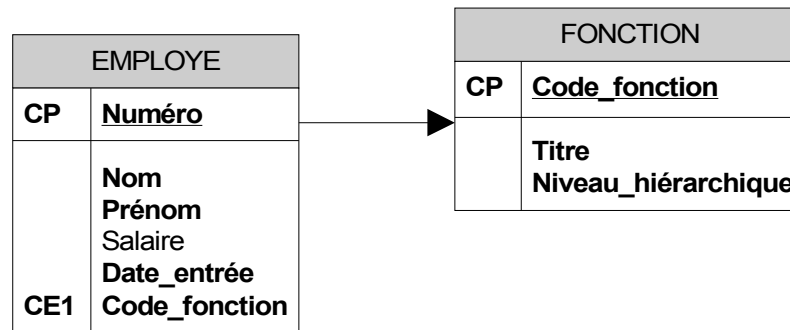 EMPLOYE
CP Numéro
Nom
Prénom
Salaire
Date_entrée
CE1 Code_fonction
FONCTION
CP Code_fonction
Titre
Niveau_hiérarchique